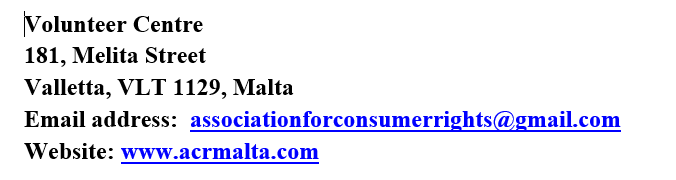 Volunteer Centre
181, Melita Street
Valletta, VLT 1129, Malta
Email address:  associationforconsumerrights@gmail.com
Website: www.acrmalta.com